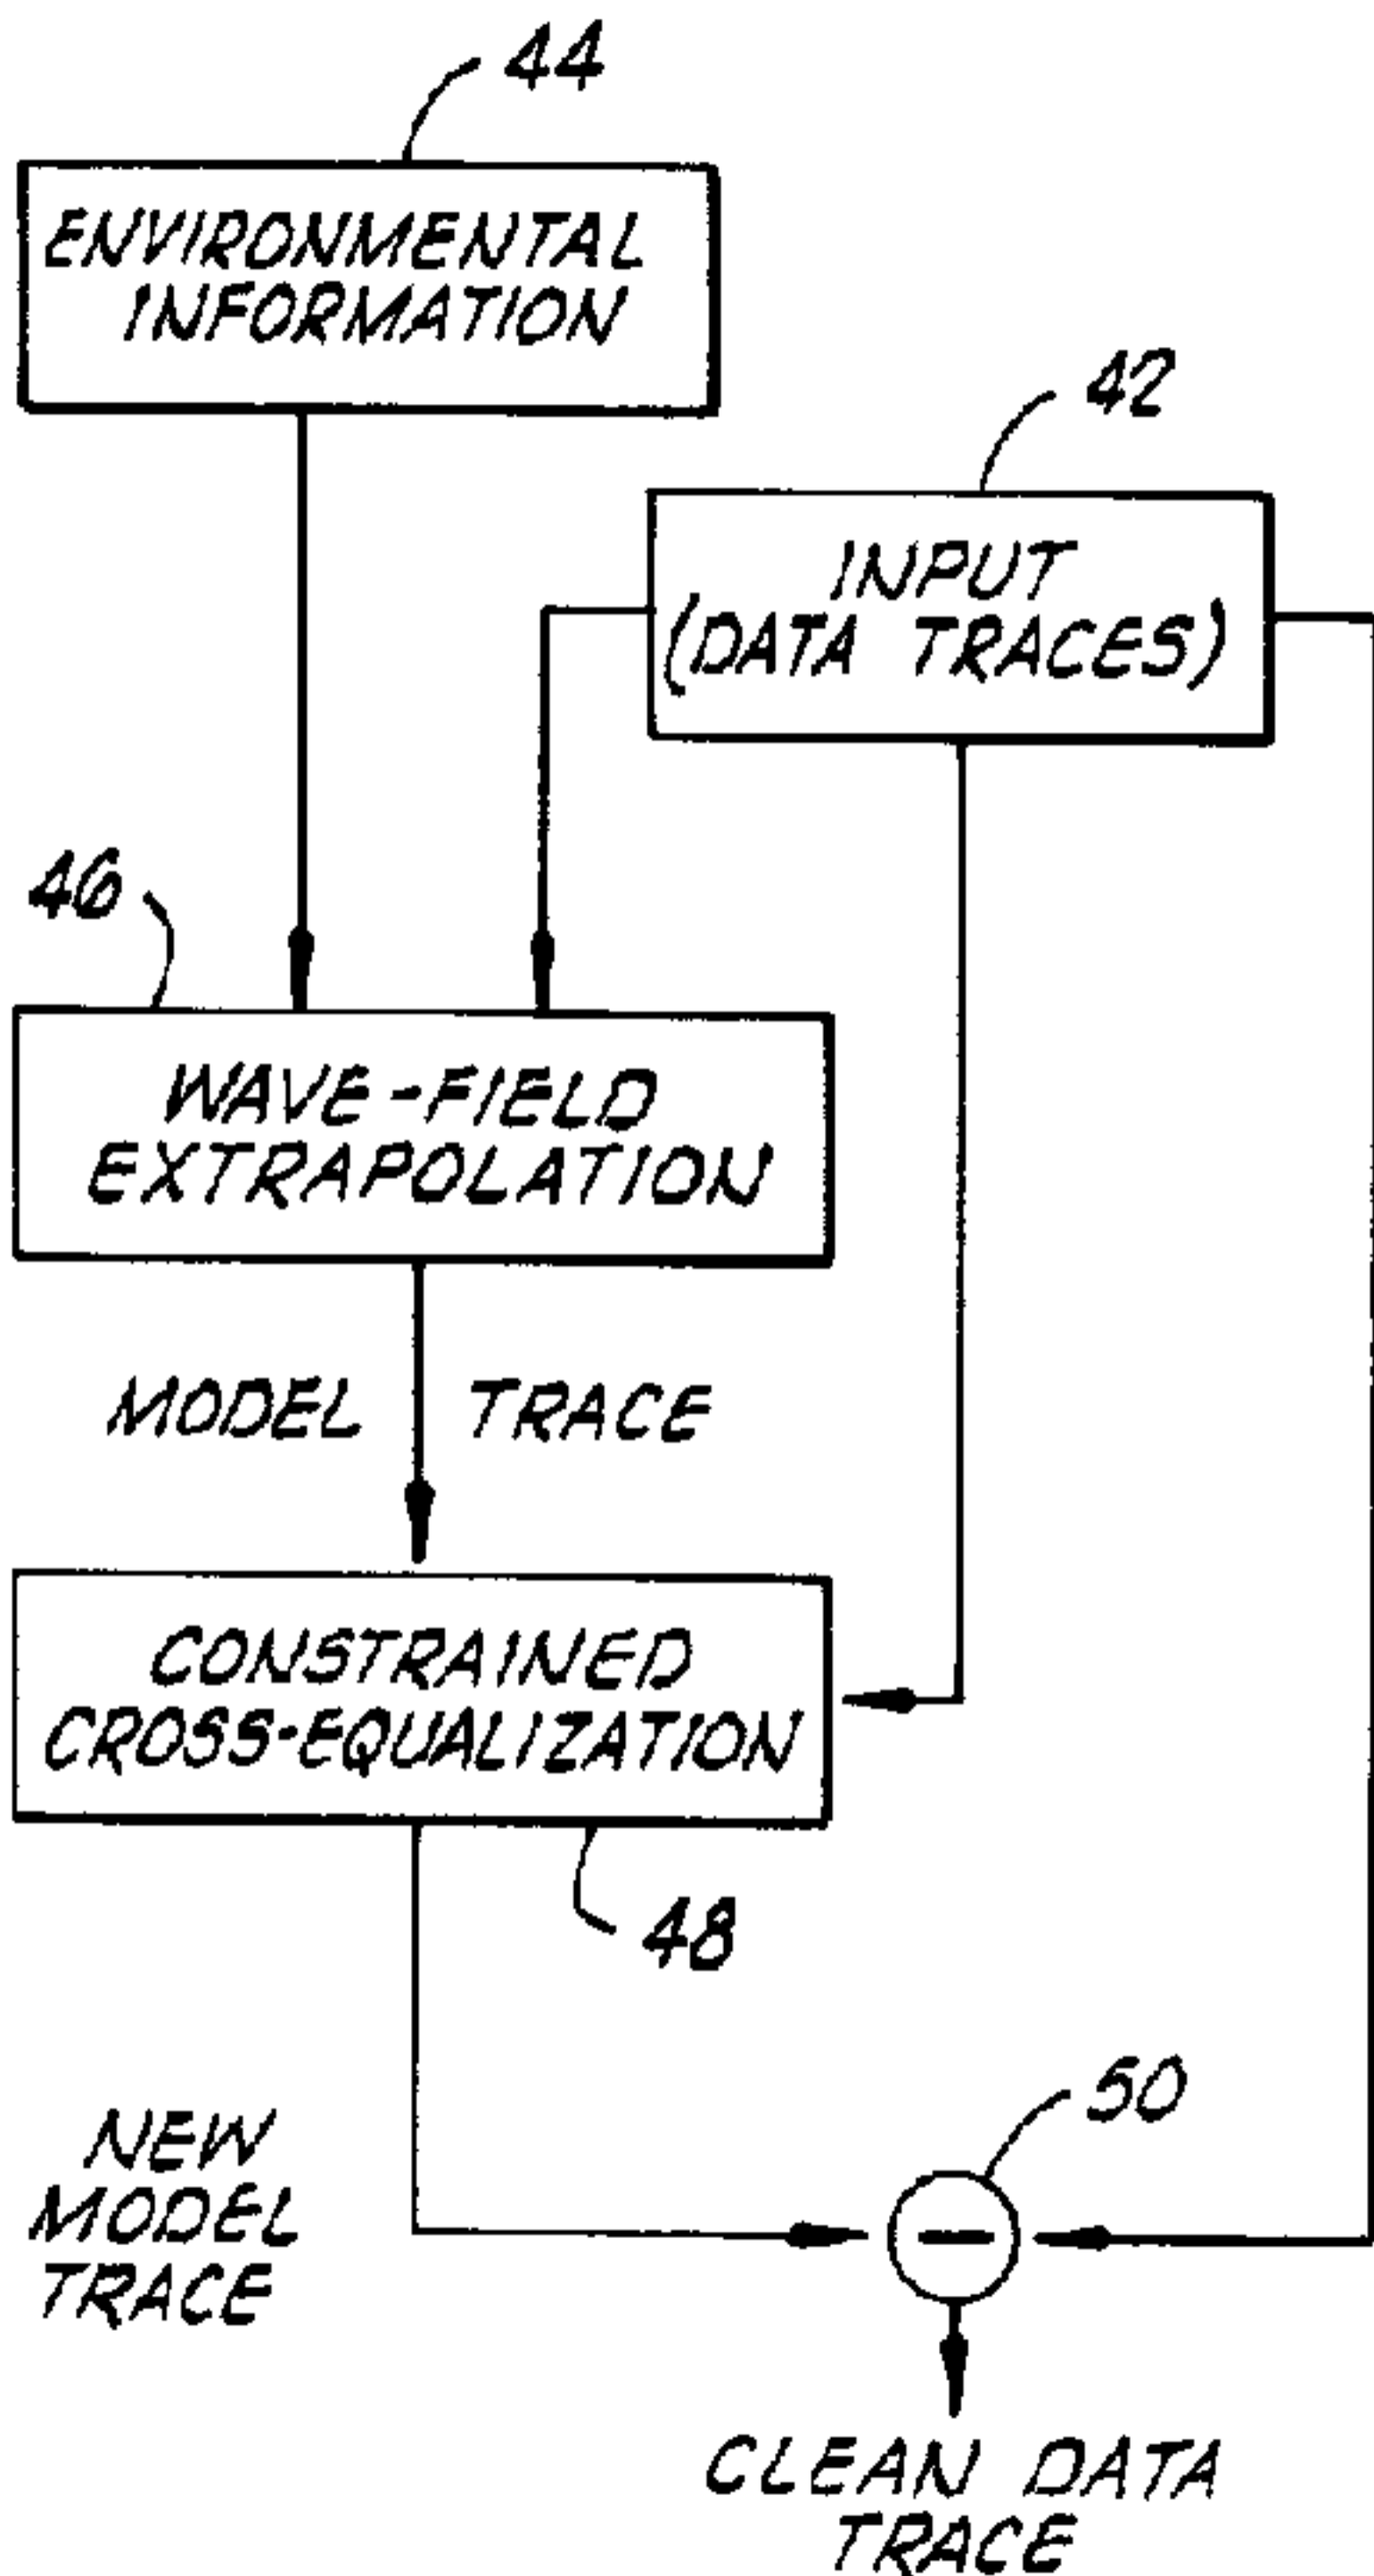 44
ENVIRONMENTAL
INFORMATION
42
INPUT
(DATA TRACES)
46
WAVE-FIELD
EXTRAPOLATION
MODEL TRACE
CONSTRAINED
CROSS-EQUALIZATION
48
50
NEW
MODEL
TRACE
CLEAN DATA
TRACE